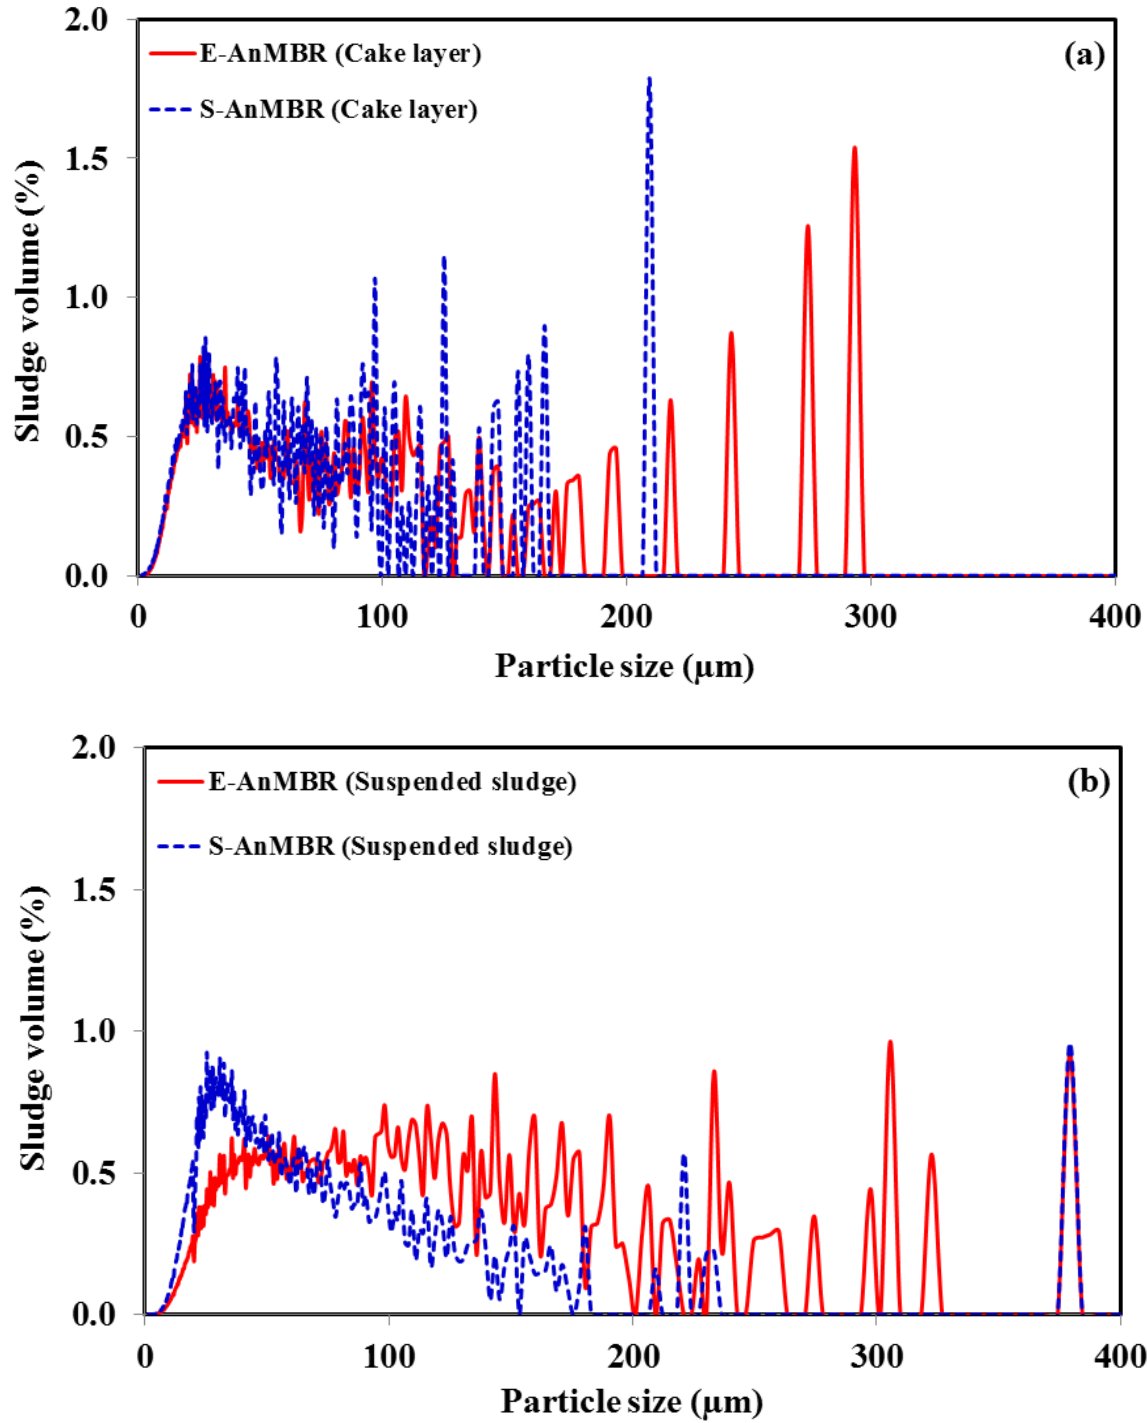 (a)
E-AnMBR (Cake layer)
S-AnMBR (Cake layer)
Sludge volume (%)
2.0
1.5
1.0
0.5
0.0
0 100 200 300 400
Particle size (µm)
(b)
E-AnMBR (Suspended sludge)
S-AnMBR (Suspended sludge)
Sludge volume (%)
2.0
1.5
1.0
0.5
0.0
0 100 200 300 400
Particle size (µm)